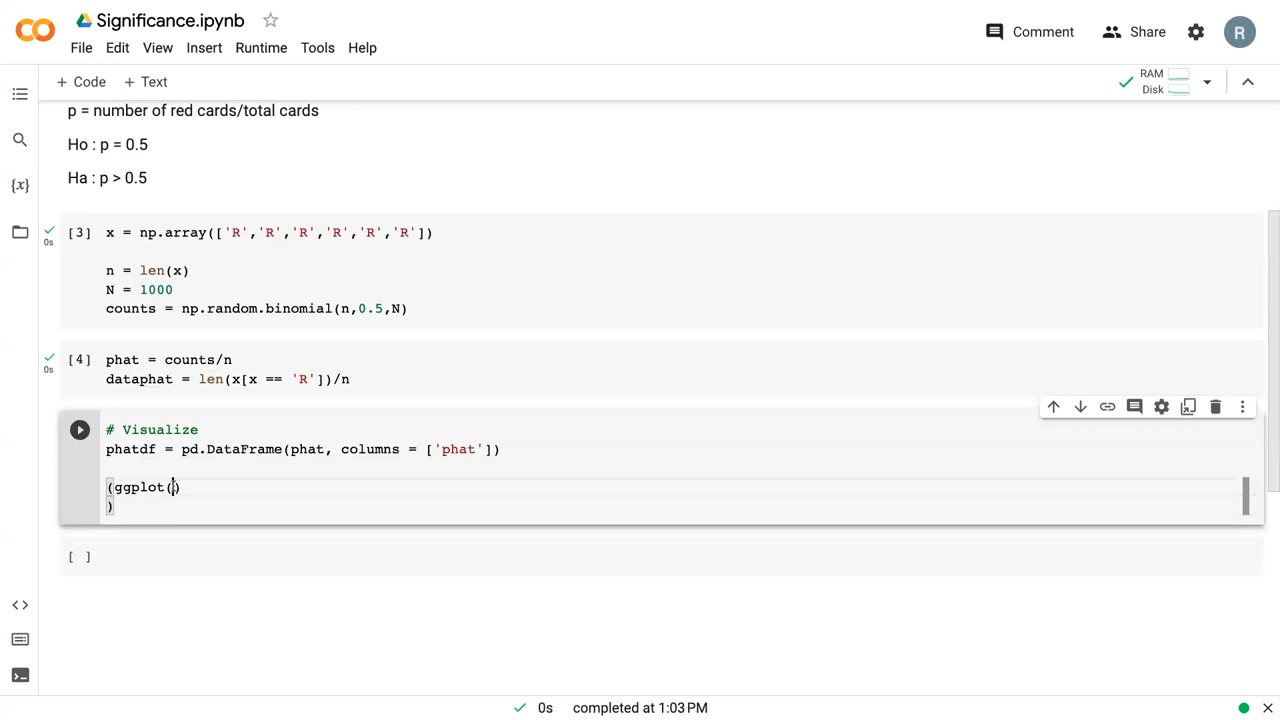 Significance.ipynb
File Edit View Insert Runtime Tools Help
Comment
Share
R
+ Code + Text
RAM
Disk
{x}
p = number of red cards/total cards
Ho : p = 0.5
Ha : p > 0.5
[3] x = np.array(['R','R','R','R','R','R'])
0s
n = len(x)
N = 1000
counts = np.random.binomial(n,0.5,N)
[4] phat = counts/n
0s
dataphat = len(x[x == 'R'])/n
# Visualize
phatdf = pd.DataFrame(phat, columns = ['phat'])
(ggplot()
)
[ ]
0s completed at 1:03 PM